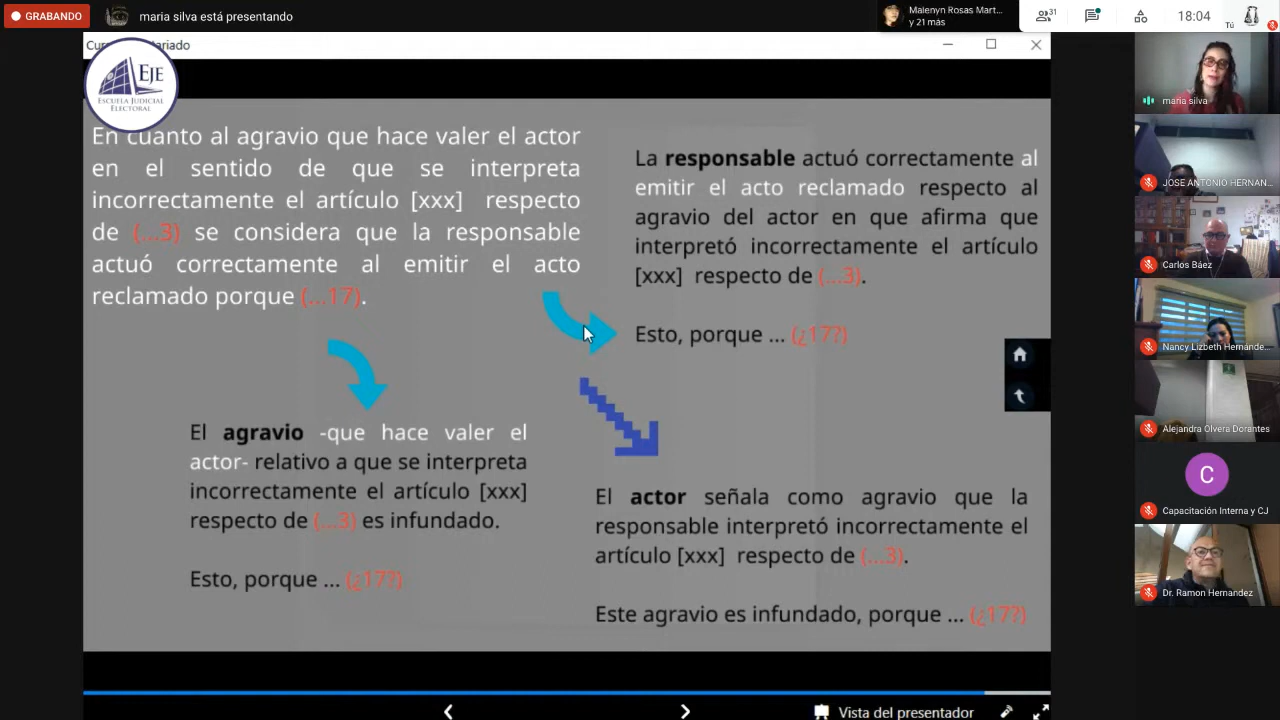 GRABANDO
maria silva está presentando
Malenyn Rosas Mart...
y 21 más
31
18:04
Tú
EJE
ESCUELA JUDICIAL
ELECTORAL
En cuanto al agravio que hace valer el actor
en el sentido de que se interpreta
incorrectamente el artículo [xxx] respecto
de (...3) se considera que la responsable
actuó correctamente al emitir el acto
reclamado porque (...17).
La responsable actuó correctamente al
emitir el acto reclamado respecto al
agravio del actor en que afirma que
interpretó incorrectamente el artículo
[xxx] respecto de (...3).
Esto, porque ... (¿17?)
El agravio -que hace valer el
actor- relativo a que se interpreta
incorrectamente el artículo [xxx]
respecto de (...3) es infundado.
Esto, porque ... (¿17?)
El actor señala como agravio que la
responsable interpretó incorrectamente el
artículo [xxx] respecto de (...3).
Este agravio es infundado, porque ... (¿17?)
Vista del presentador
maria silva
JOSE ANTONIO HERNAN...
Carlos Báez
Nancy Lizbeth Hernánde...
Alejandra Olvera Dorantes
C
Capacitación Interna y CJ
Dr. Ramon Hernandez